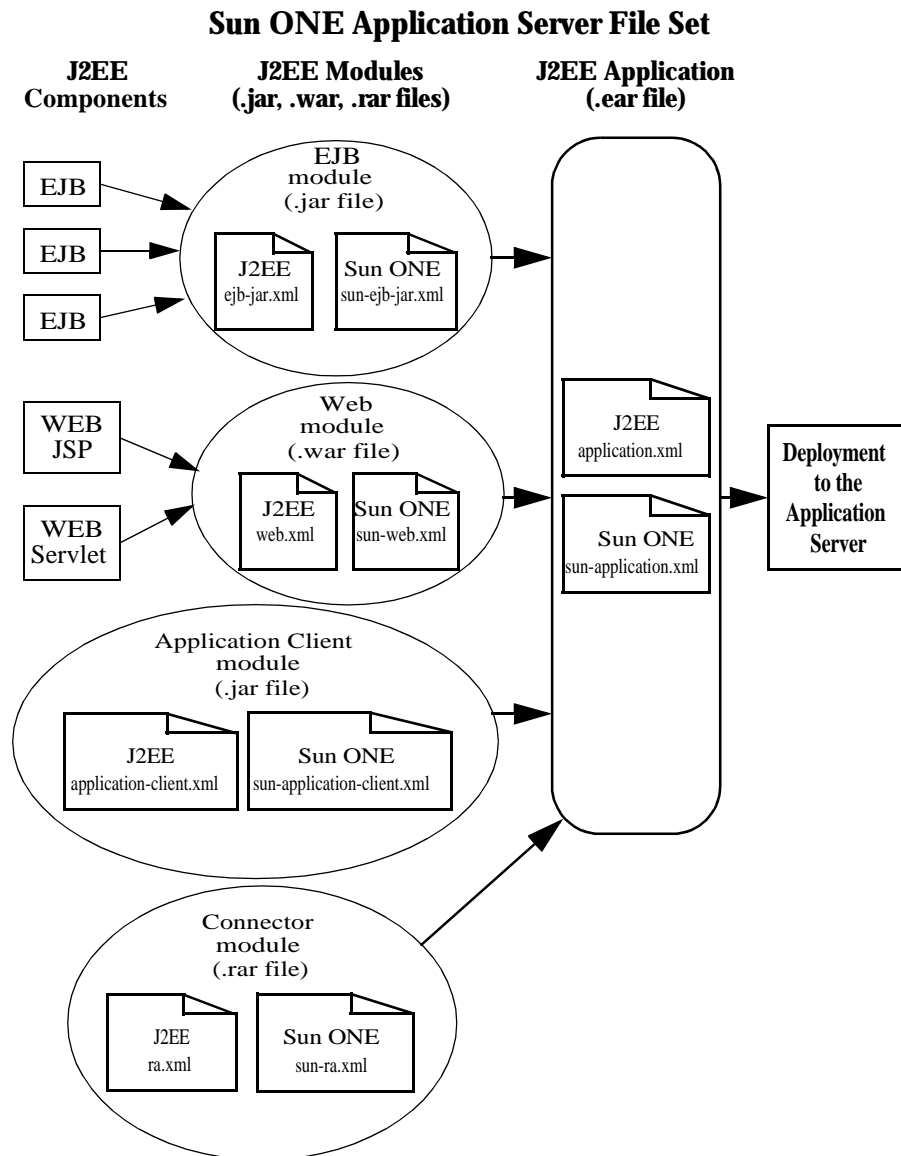 Sun ONE Application Server File Set
J2EE
Components
J2EE Modules
(.jar, .war, .rar files)
J2EE Application
(.ear file)
EJB
EJB
EJB
EJB
module
(.jar file)
J2EE
ejb-jar.xml
Sun ONE
sun-ejb-jar.xml
WEB
JSP
WEB
Servlet
Web
module
(.war file)
J2EE
web.xml
Sun ONE
sun-web.xml
Application Client
module
(.jar file)
J2EE
application-client.xml
Sun ONE
sun-application-client.xml
Connector
module
(.rar file)
J2EE
ra.xml
Sun ONE
sun-ra.xml
J2EE
application.xml
Sun ONE
sun-application.xml
Deployment
to the
Application
Server